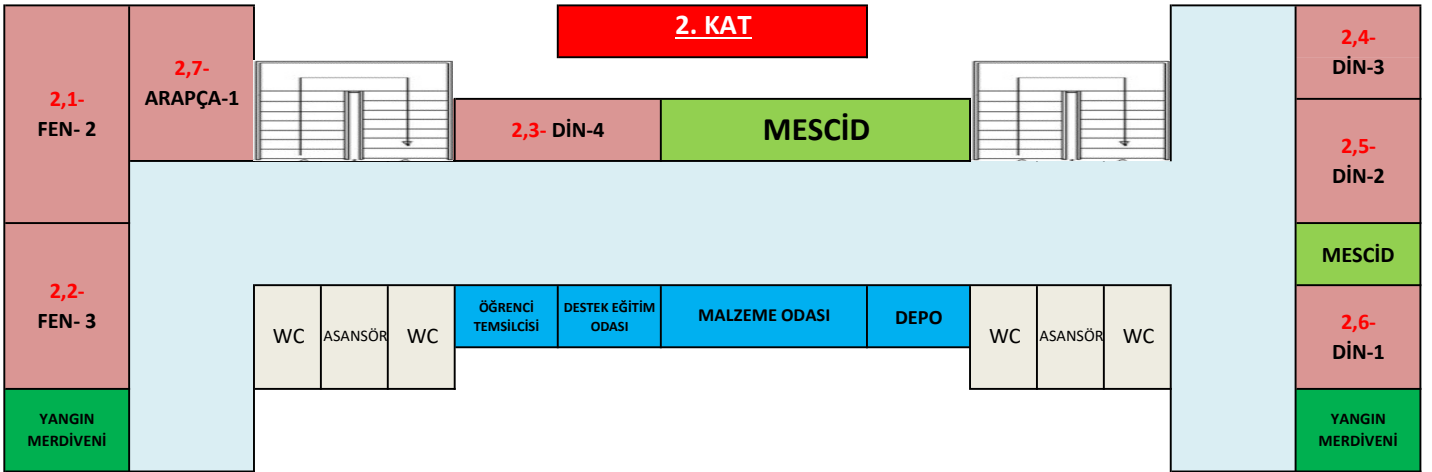 2. KAT
2,1-
FEN- 2
2,7-
ARAPÇA-1
2,3- DİN-4
MESCİD
2,4-
DİN-3
2,5-
DİN-2
MESCİD
2,2-
FEN- 3
WC
ASANSÖR
WC
ÖĞRENCİ
TEMSİLCİSİ
DESTEK EĞİTİM
ODASI
MALZEME ODASI
DEPO
WC
ASANSÖR
WC
2,6-
DİN-1
YANGIN
MERDİVENİ
YANGIN
MERDİVENİ